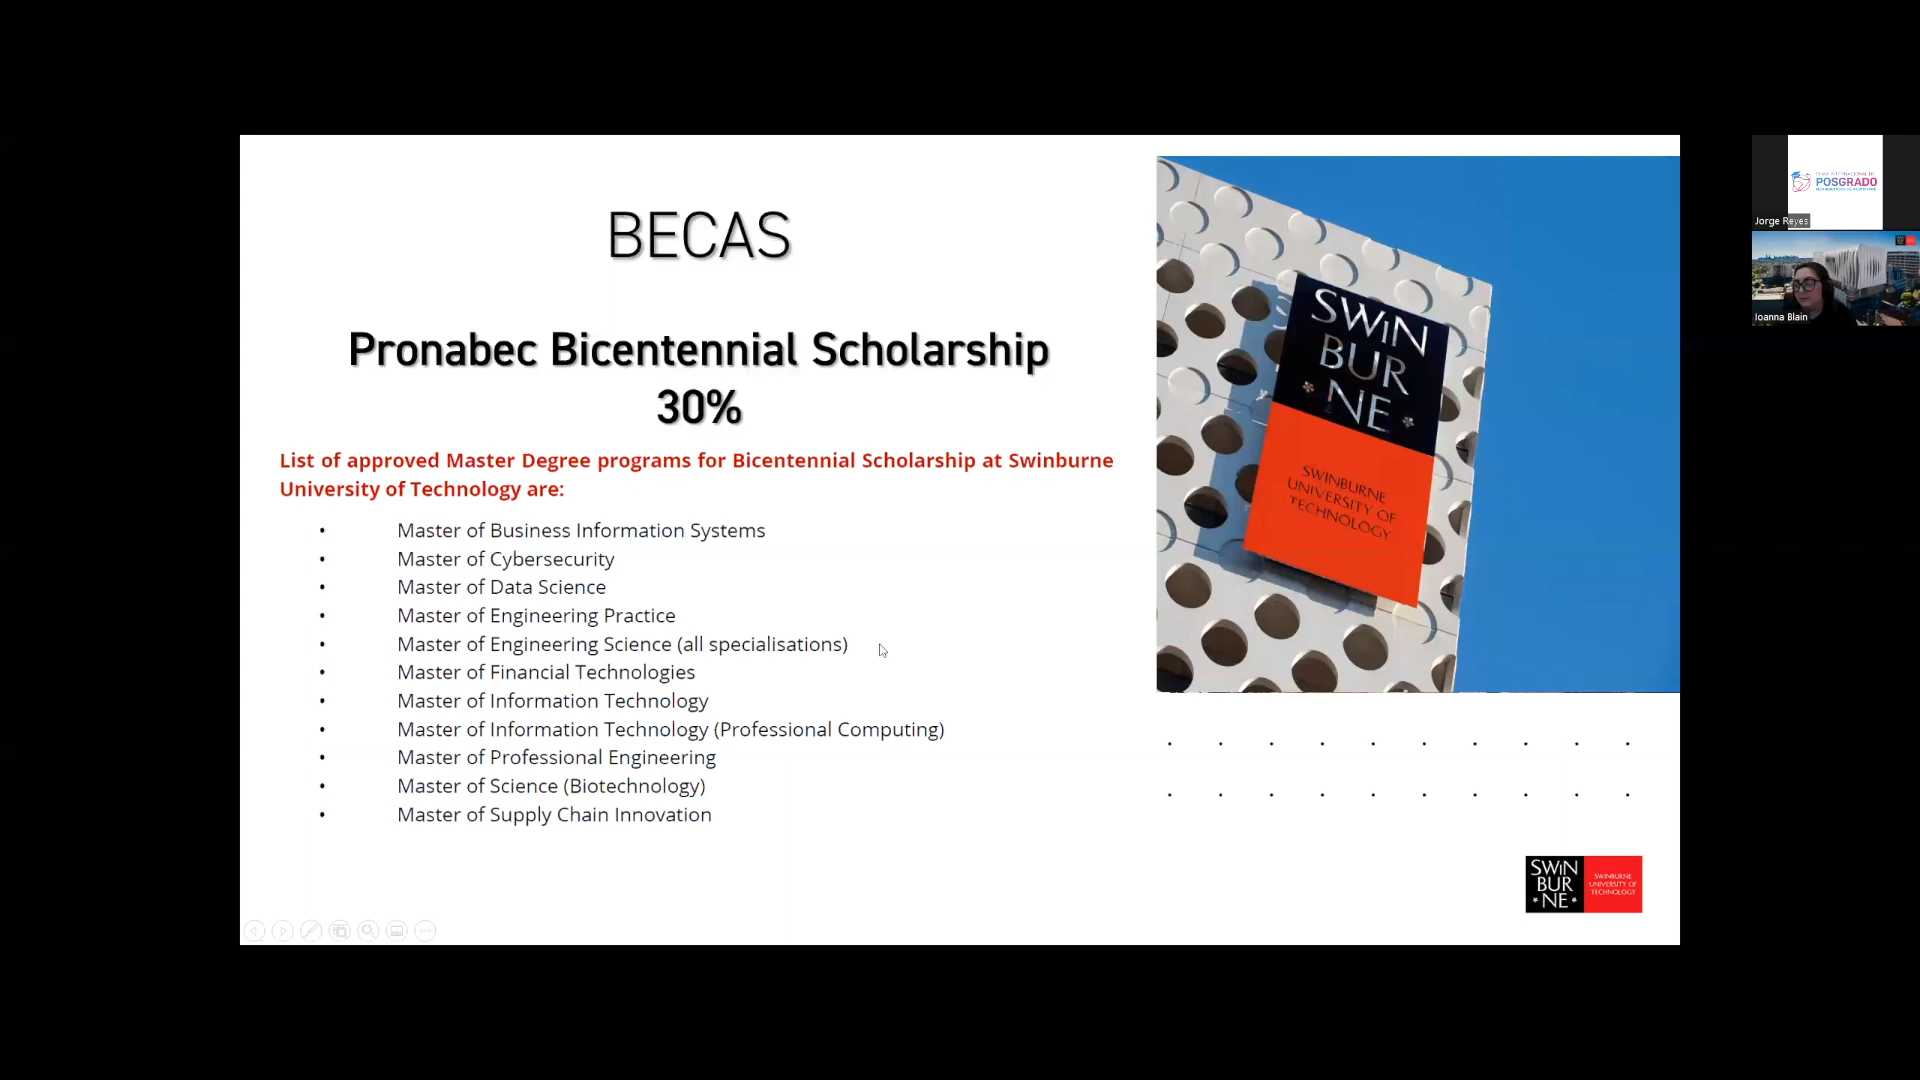 BECAS
Pronabec Bicentennial Scholarship
30%
List of approved Master Degree programs for Bicentennial Scholarship at Swinburne
University of Technology are:
• Master of Business Information Systems
• Master of Cybersecurity
• Master of Data Science
• Master of Engineering Practice
• Master of Engineering Science (all specialisations)
• Master of Financial Technologies
• Master of Information Technology
• Master of Information Technology (Professional Computing)
• Master of Professional Engineering
• Master of Science (Biotechnology)
• Master of Supply Chain Innovation
SWIN
BUR
NE
SWINBURNE
UNIVERSITY OF
TECHNOLOGY
SWIN
BUR
NE
SWINBURNE
UNIVERSITY OF
TECHNOLOGY
POSGRADO
Jorge Reyes
Ioanna Blain